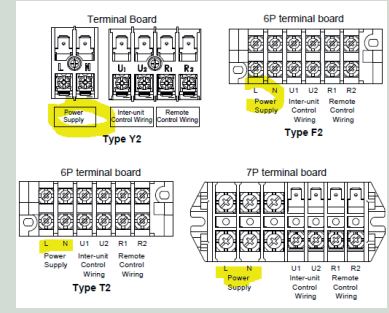 Terminal Board
L N U1 U2 R1 R2
Power Supply
Inter-unit Control Wiring
Remote Control Wiring
Type Y2
6P terminal board
L N U1 U2 R1 R2
Power Supply
Inter-unit Control Wiring
Remote Control Wiring
Type F2
6P terminal board
L N U1 U2 R1 R2
Power Supply
Inter-unit Control Wiring
Remote Control Wiring
Type T2
7P terminal board
L N U1 U2 R1 R2
Power Supply
Inter-unit Control Wiring
Remote Control Wiring